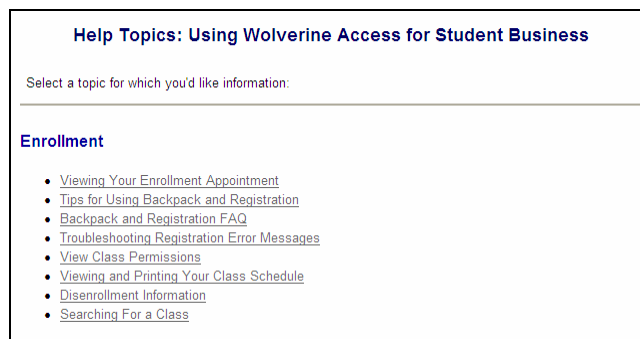 Help Topics: Using Wolverine Access for Student Business
Select a topic for which you'd like information:
Enrollment
Viewing Your Enrollment Appointment
Tips for Using Backpack and Registration
Backpack and Registration FAQ
Troubleshooting Registration Error Messages
View Class Permissions
Viewing and Printing Your Class Schedule
Disenrollment Information
Searching For a Class